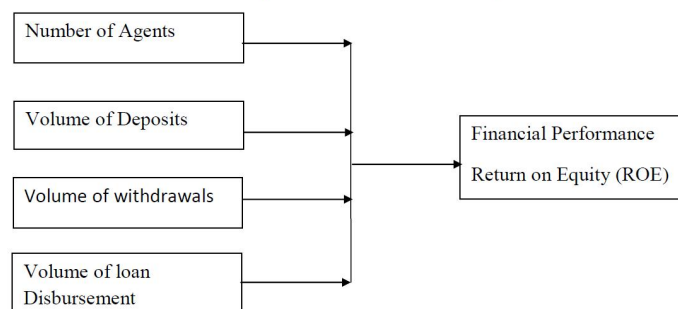 Number of Agents
Volume of Deposits
Volume of withdrawals
Volume of loan
Disbursement
Financial Performance
Return on Equity (ROE)